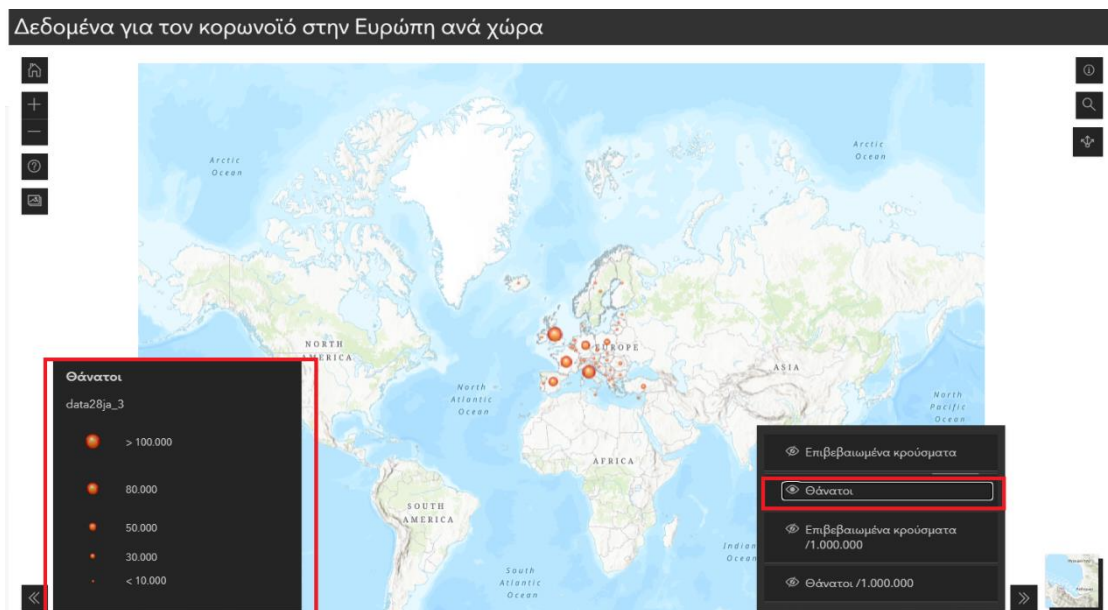 Δεδομένα για τον κορωνοϊό στην Ευρώπη ανά χώρα
Arctic
Ocean
Arctic
Ocean
NORTH
AMERICA
EUROPE
ASIA
North
Atlantic
Ocean
North
Pacific
Ocean
AFRICA
SOUTH
AMERICA
Indian
Ocean
South
Atlantic
Ocean
Θάνατοι
data28ja_3
> 100.000
80.000
50.000
30.000
< 10.000
Επιβεβαιωμένα κρούσματα
Θάνατοι
Επιβεβαιωμένα κρούσματα
/1.000.000
Θάνατοι /1.000.000